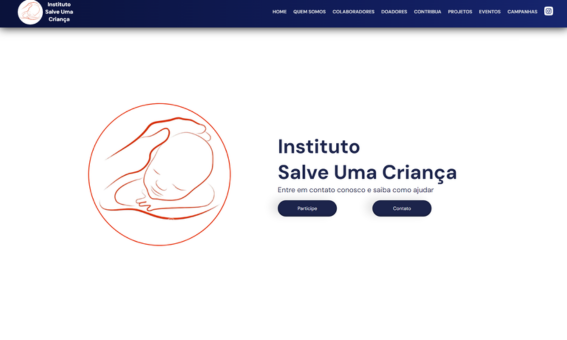 Instituto
Salve Uma
Criança
HOME QUEM SOMOS COLABORADORES DOADORES CONTRIBUA PROJETOS EVENTOS CAMPANHAS
Instituto
Salve Uma Criança
Entre em contato conosco e saiba como ajudar
Participe Contato